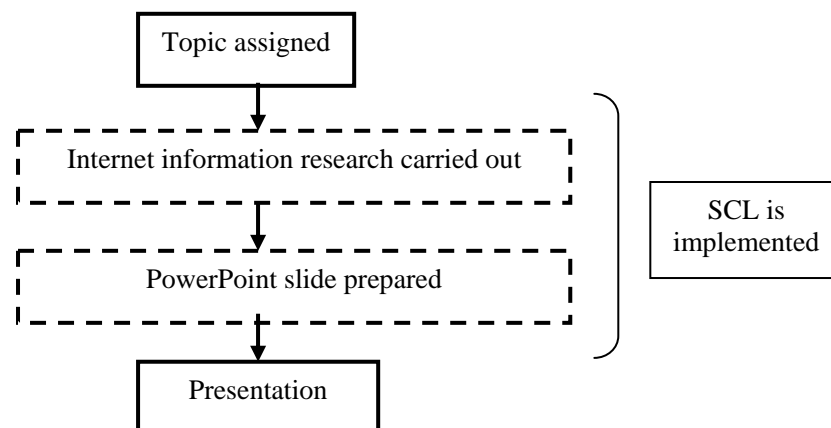 Topic assigned
Internet information research carried out
SCL is
implemented
PowerPoint slide prepared
Presentation